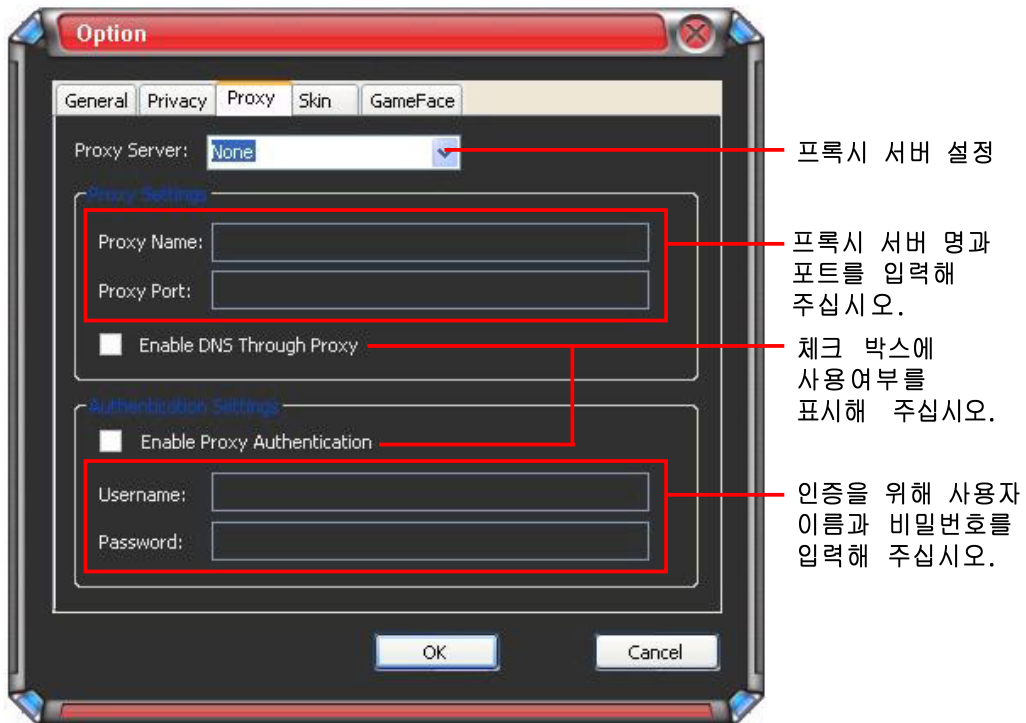 Option
General Privacy Proxy Skin GameFace
Proxy Server: None
프록시 서버 설정
Proxy Settings
Proxy Name:
프록시 서버 명과
포트를 입력해
주십시오.
Proxy Port:
Enable DNS Through Proxy
체크 박스에
사용여부를
표시해 주십시오.
Authentication Settings
Enable Proxy Authentication
Username:
인증을 위해 사용자
이름과 비밀번호를
입력해 주십시오.
Password:
OK Cancel